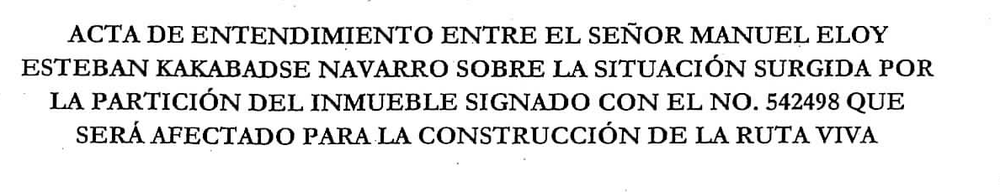 ACTA DE ENTENDIMIENTO ENTRE EL SEÑOR MANUEL ELOY
ESTEBAN KAKABADSE NAVARRO SOBRE LA SITUACIÓN SURGIDA POR
LA PARTICIÓN DEL INMUEBLE SIGNADO CON EL NO. 542498 QUE
SERÁ AFECTADO PARA LA CONSTRUCCIÓN DE LA RUTA VIVA